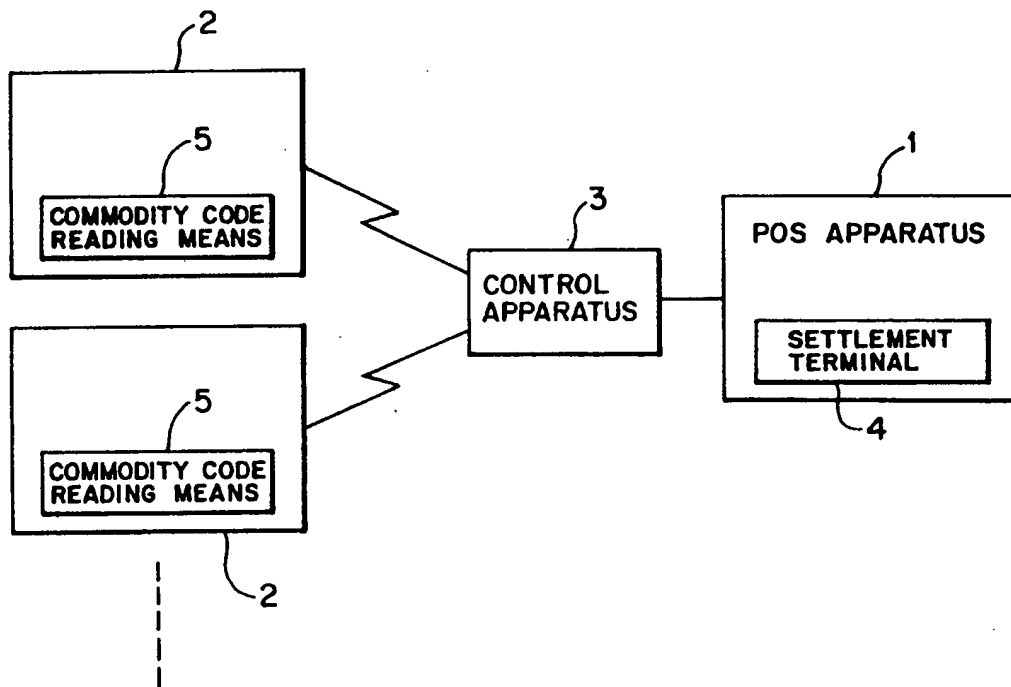 2
5
COMMODITY CODE
READING MEANS
1
3
POS APPARATUS
CONTROL
APPARATUS
SETTLEMENT
TERMINAL
4
5
COMMODITY CODE
READING MEANS
2